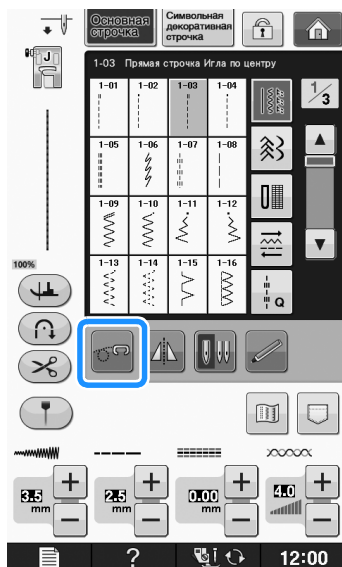 Основная строчка
Символьная декоративная строчка
J
1-03 Прямая строчка Игла по центру
1/3
1-01 1-02 1-03 1-04
1-05 1-06 1-07 1-08
1-09 1-10 1-11 1-12
1-13 1-14 1-15 1-16
Q
100%
3.5 mm
2.5 mm
0.00 mm
4.0
?
12:00